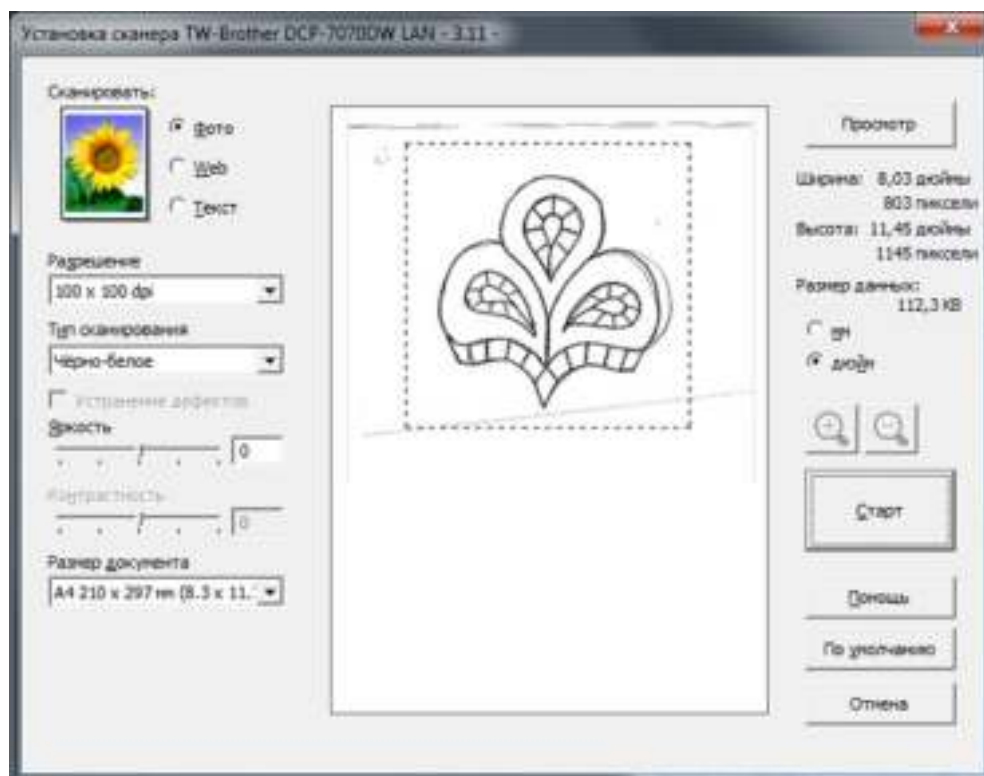 Установка сканера TW-Brother DCP-7070DW LAN - 3.11 -
Сканировать:
Фото
Web
Текст
Разрешение
100 x 100 dpi
Тип сканирования
Черно-белое
Устранение дефектов
Яркость
0
Контрастность
0
Размер документа
A4 210 x 297 мм (8.3 x 11.
Просмотр
Ширина: 8,03 дюймы
803 пиксели
Высота: 11,45 дюймы
1145 пиксели
Размер данных:
112,3 KB
мм
дюйм
Старт
Помощь
По умолчанию
Отмена